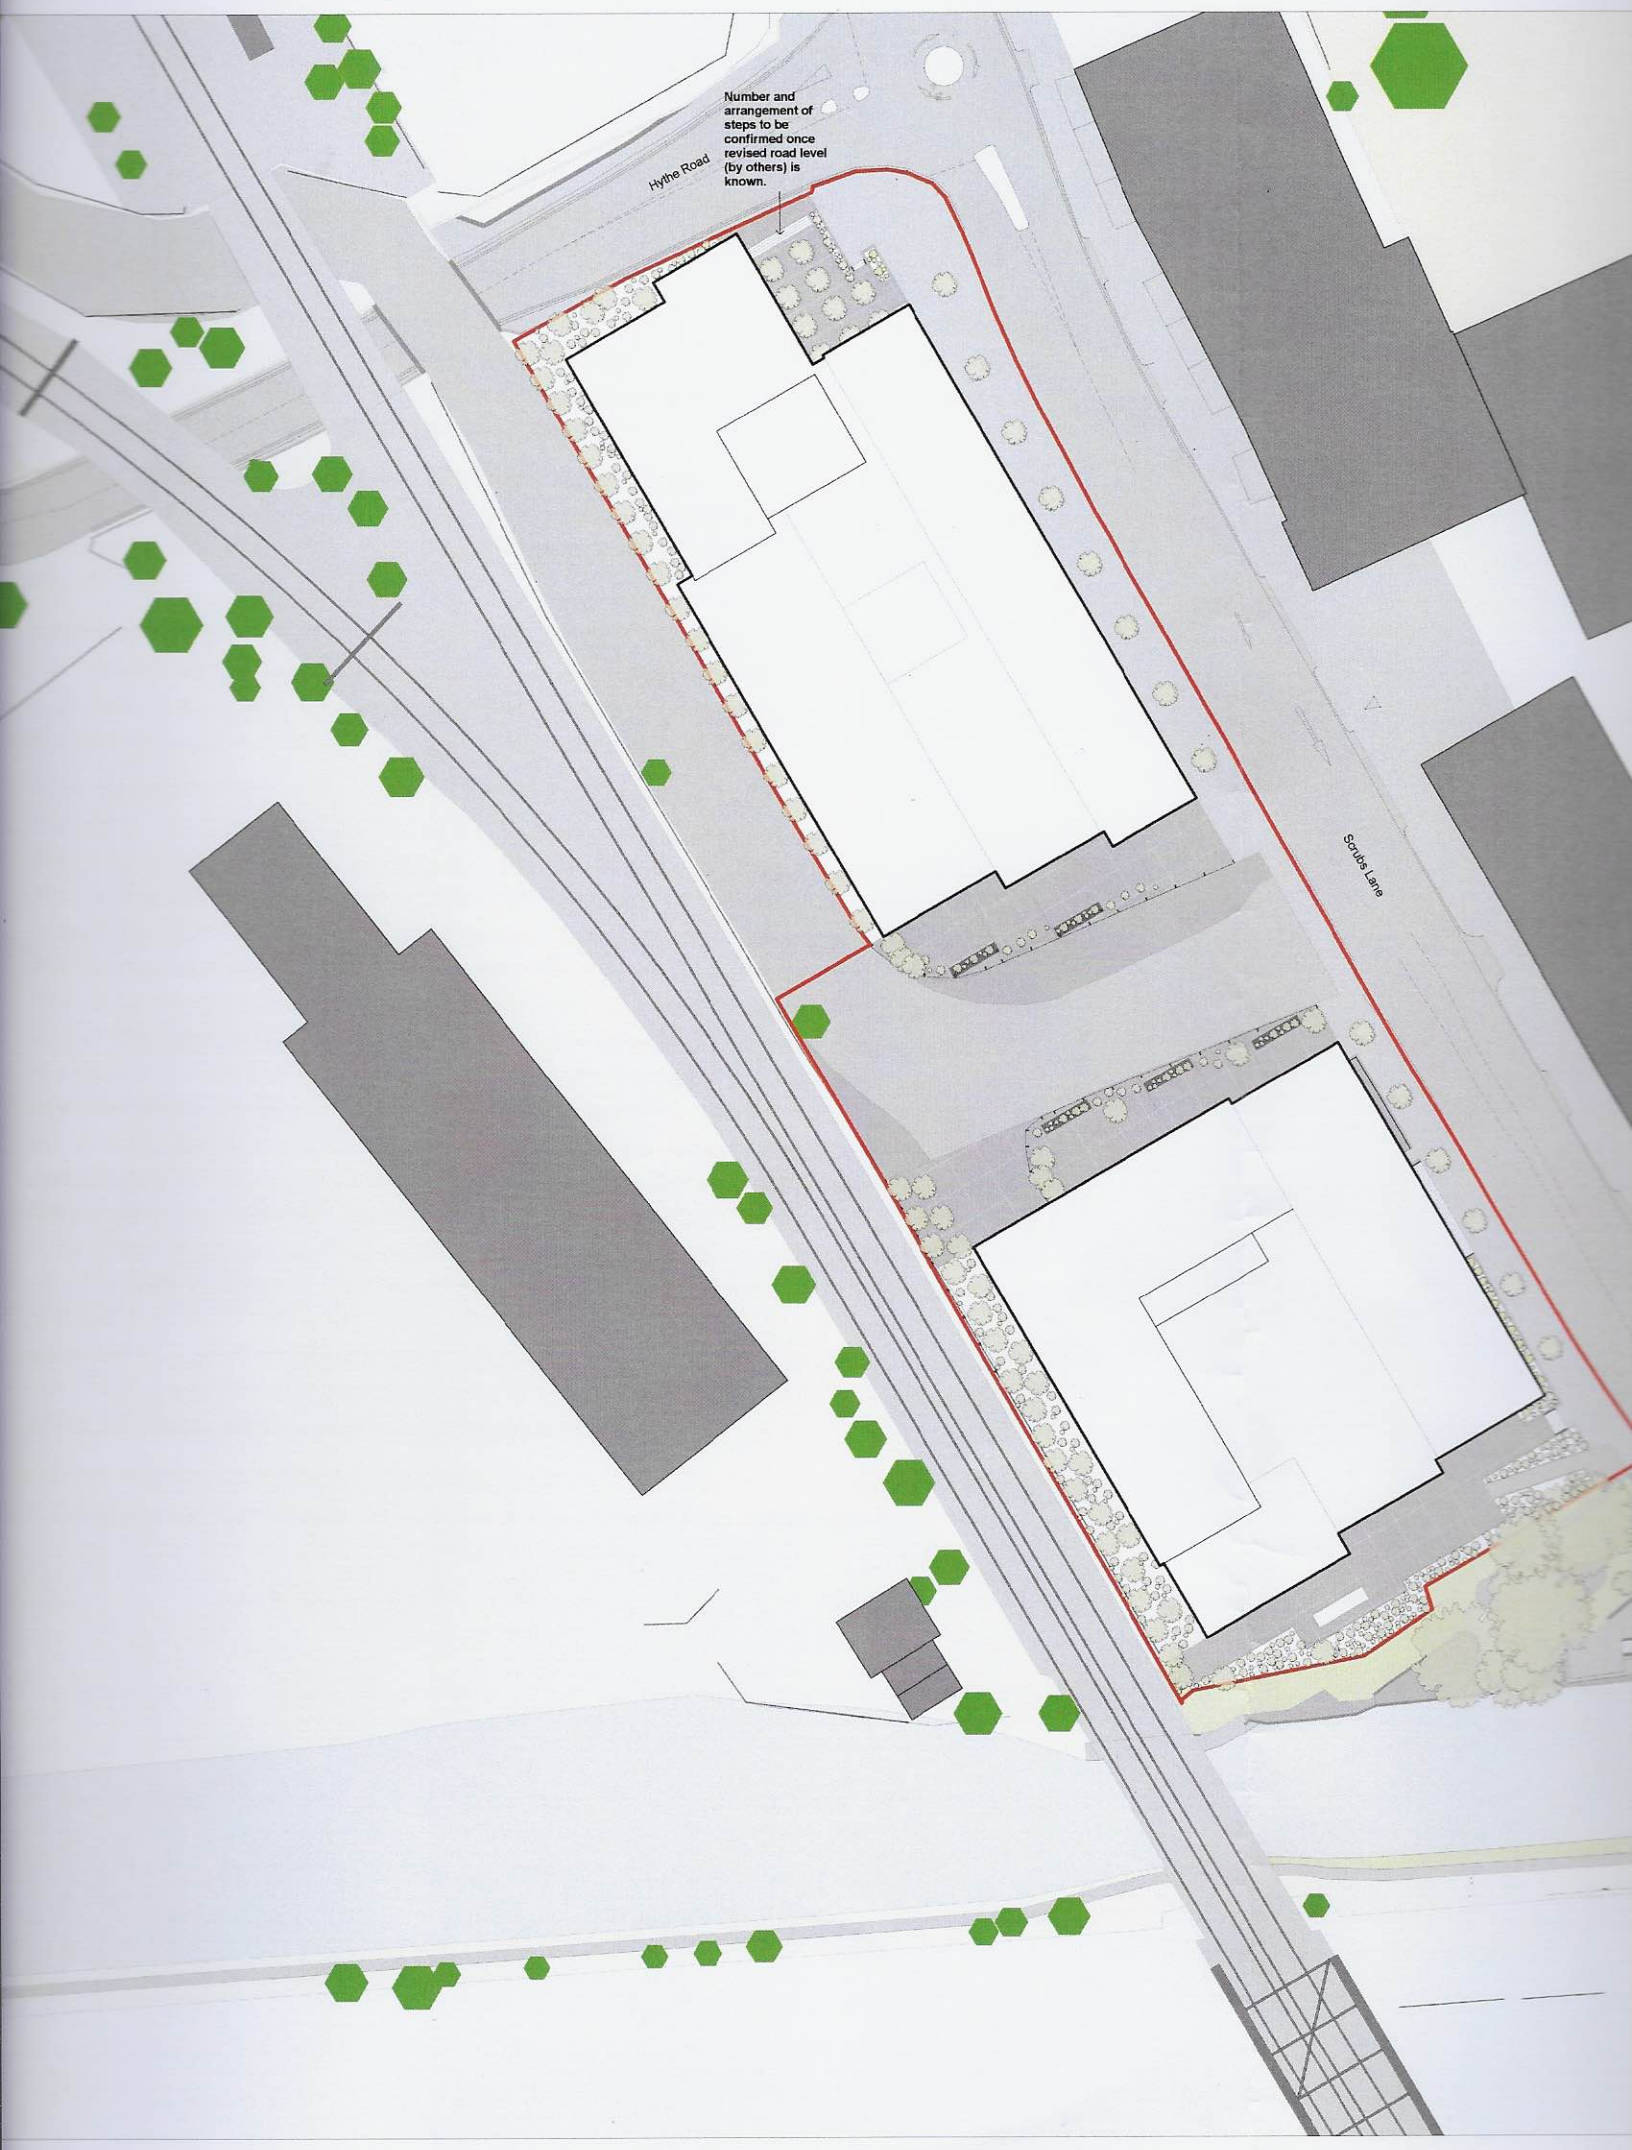 Number and
arrangement of
steps to be
confirmed once
revised road level
(by others) is
known.
Hythe Road
Scrubs Lane